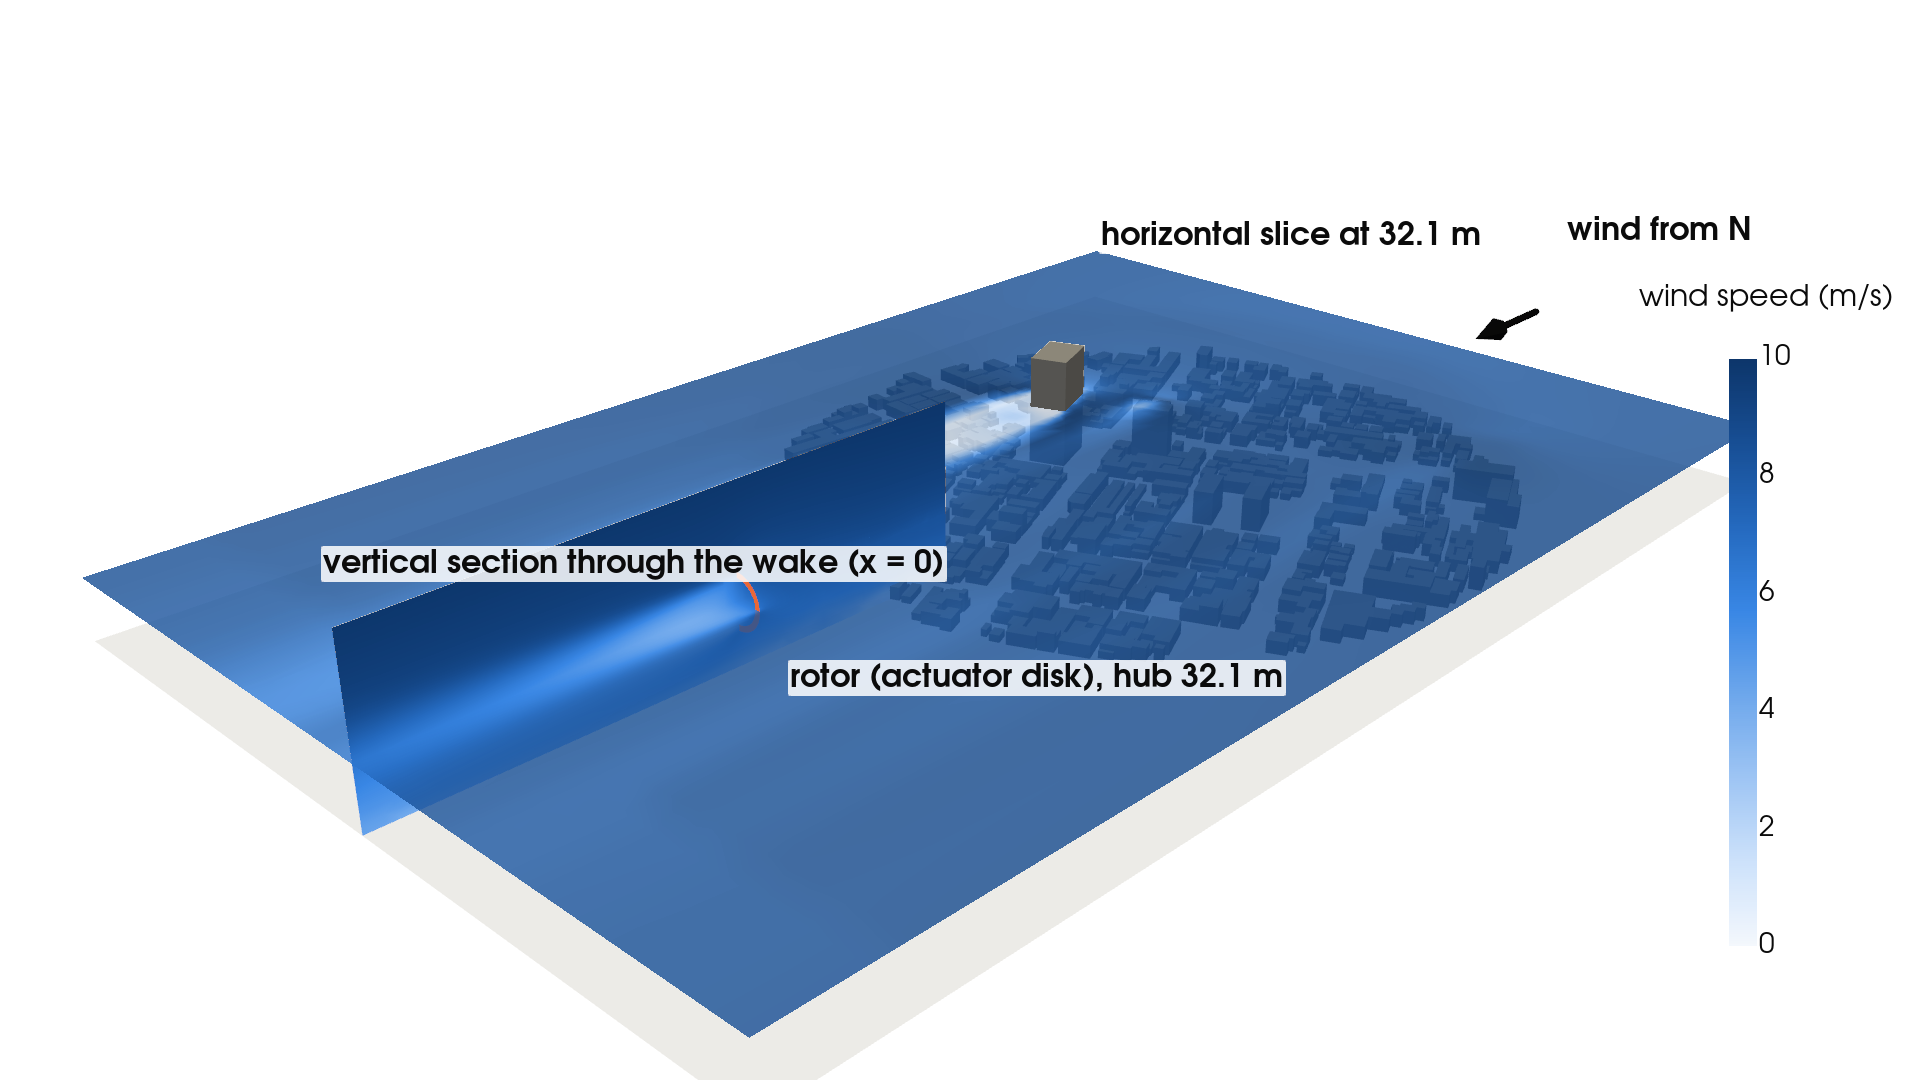 horizontal slice at 32.1 m
wind from N
wind speed (m/s)
10
8
6
4
2
0
vertical section through the wake (x = 0)
rotor (actuator disk), hub 32.1 m